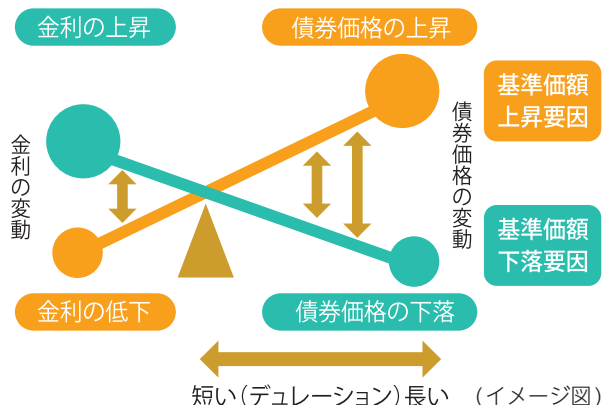 金利の上昇
債券価格の上昇
基準価額
上昇要因
金利の変動
債券価格の変動
基準価額
下落要因
金利の低下
債券価格の下落
短い(デュレーション)長い (イメージ図)